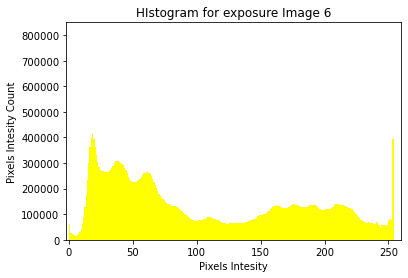 HIstogram for exposure Image 6
800000
700000
600000
500000
400000
300000
200000
100000
0
Pixels Intesity Count
0 50 100 150 200 250
Pixels Intesity